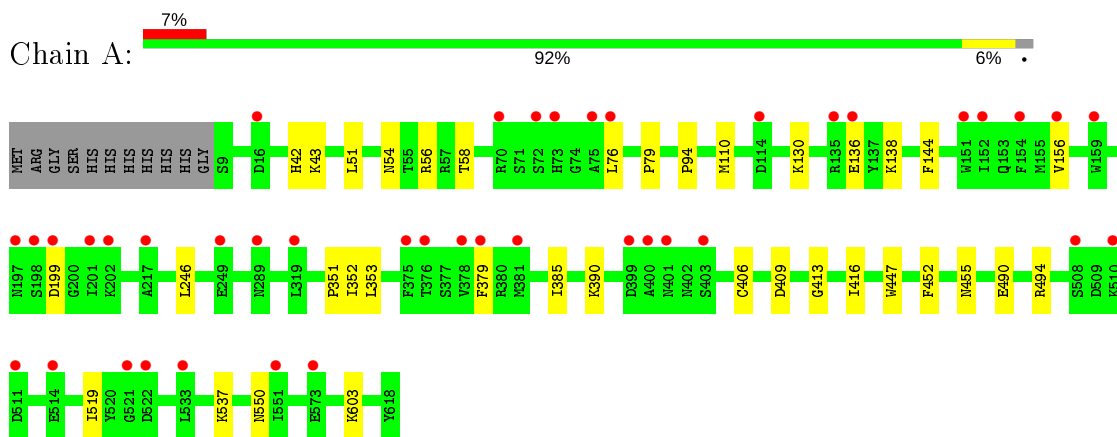 7%
Chain A:
92%
6%
•
MET ARG GLY SER HIS HIS HIS HIS HIS HIS GLY S9 D16 H42 K43 L51 N54 T55 R56 R57 T58 R70 S71 S72 H73 G74 A75 L76 P79 P94 M110 D114 K130 R135 E136 Y137 K138 F144 W151 I152 Q153 F154 M155 V156 W159
N197 S198 D199 G200 I201 K202 A217 L246 E249 N289 L319 P351 I352 L353 F375 T376 S377 V378 F379 R380 M381 I385 K390 D399 A400 N401 N402 S403 C406 D409 G413 I416 W447 F452 N455 E490 R494 S508 D509 K510
D511 E514 I519 Y520 G521 D522 L533 K537 N550 I551 E573 K603 Y618